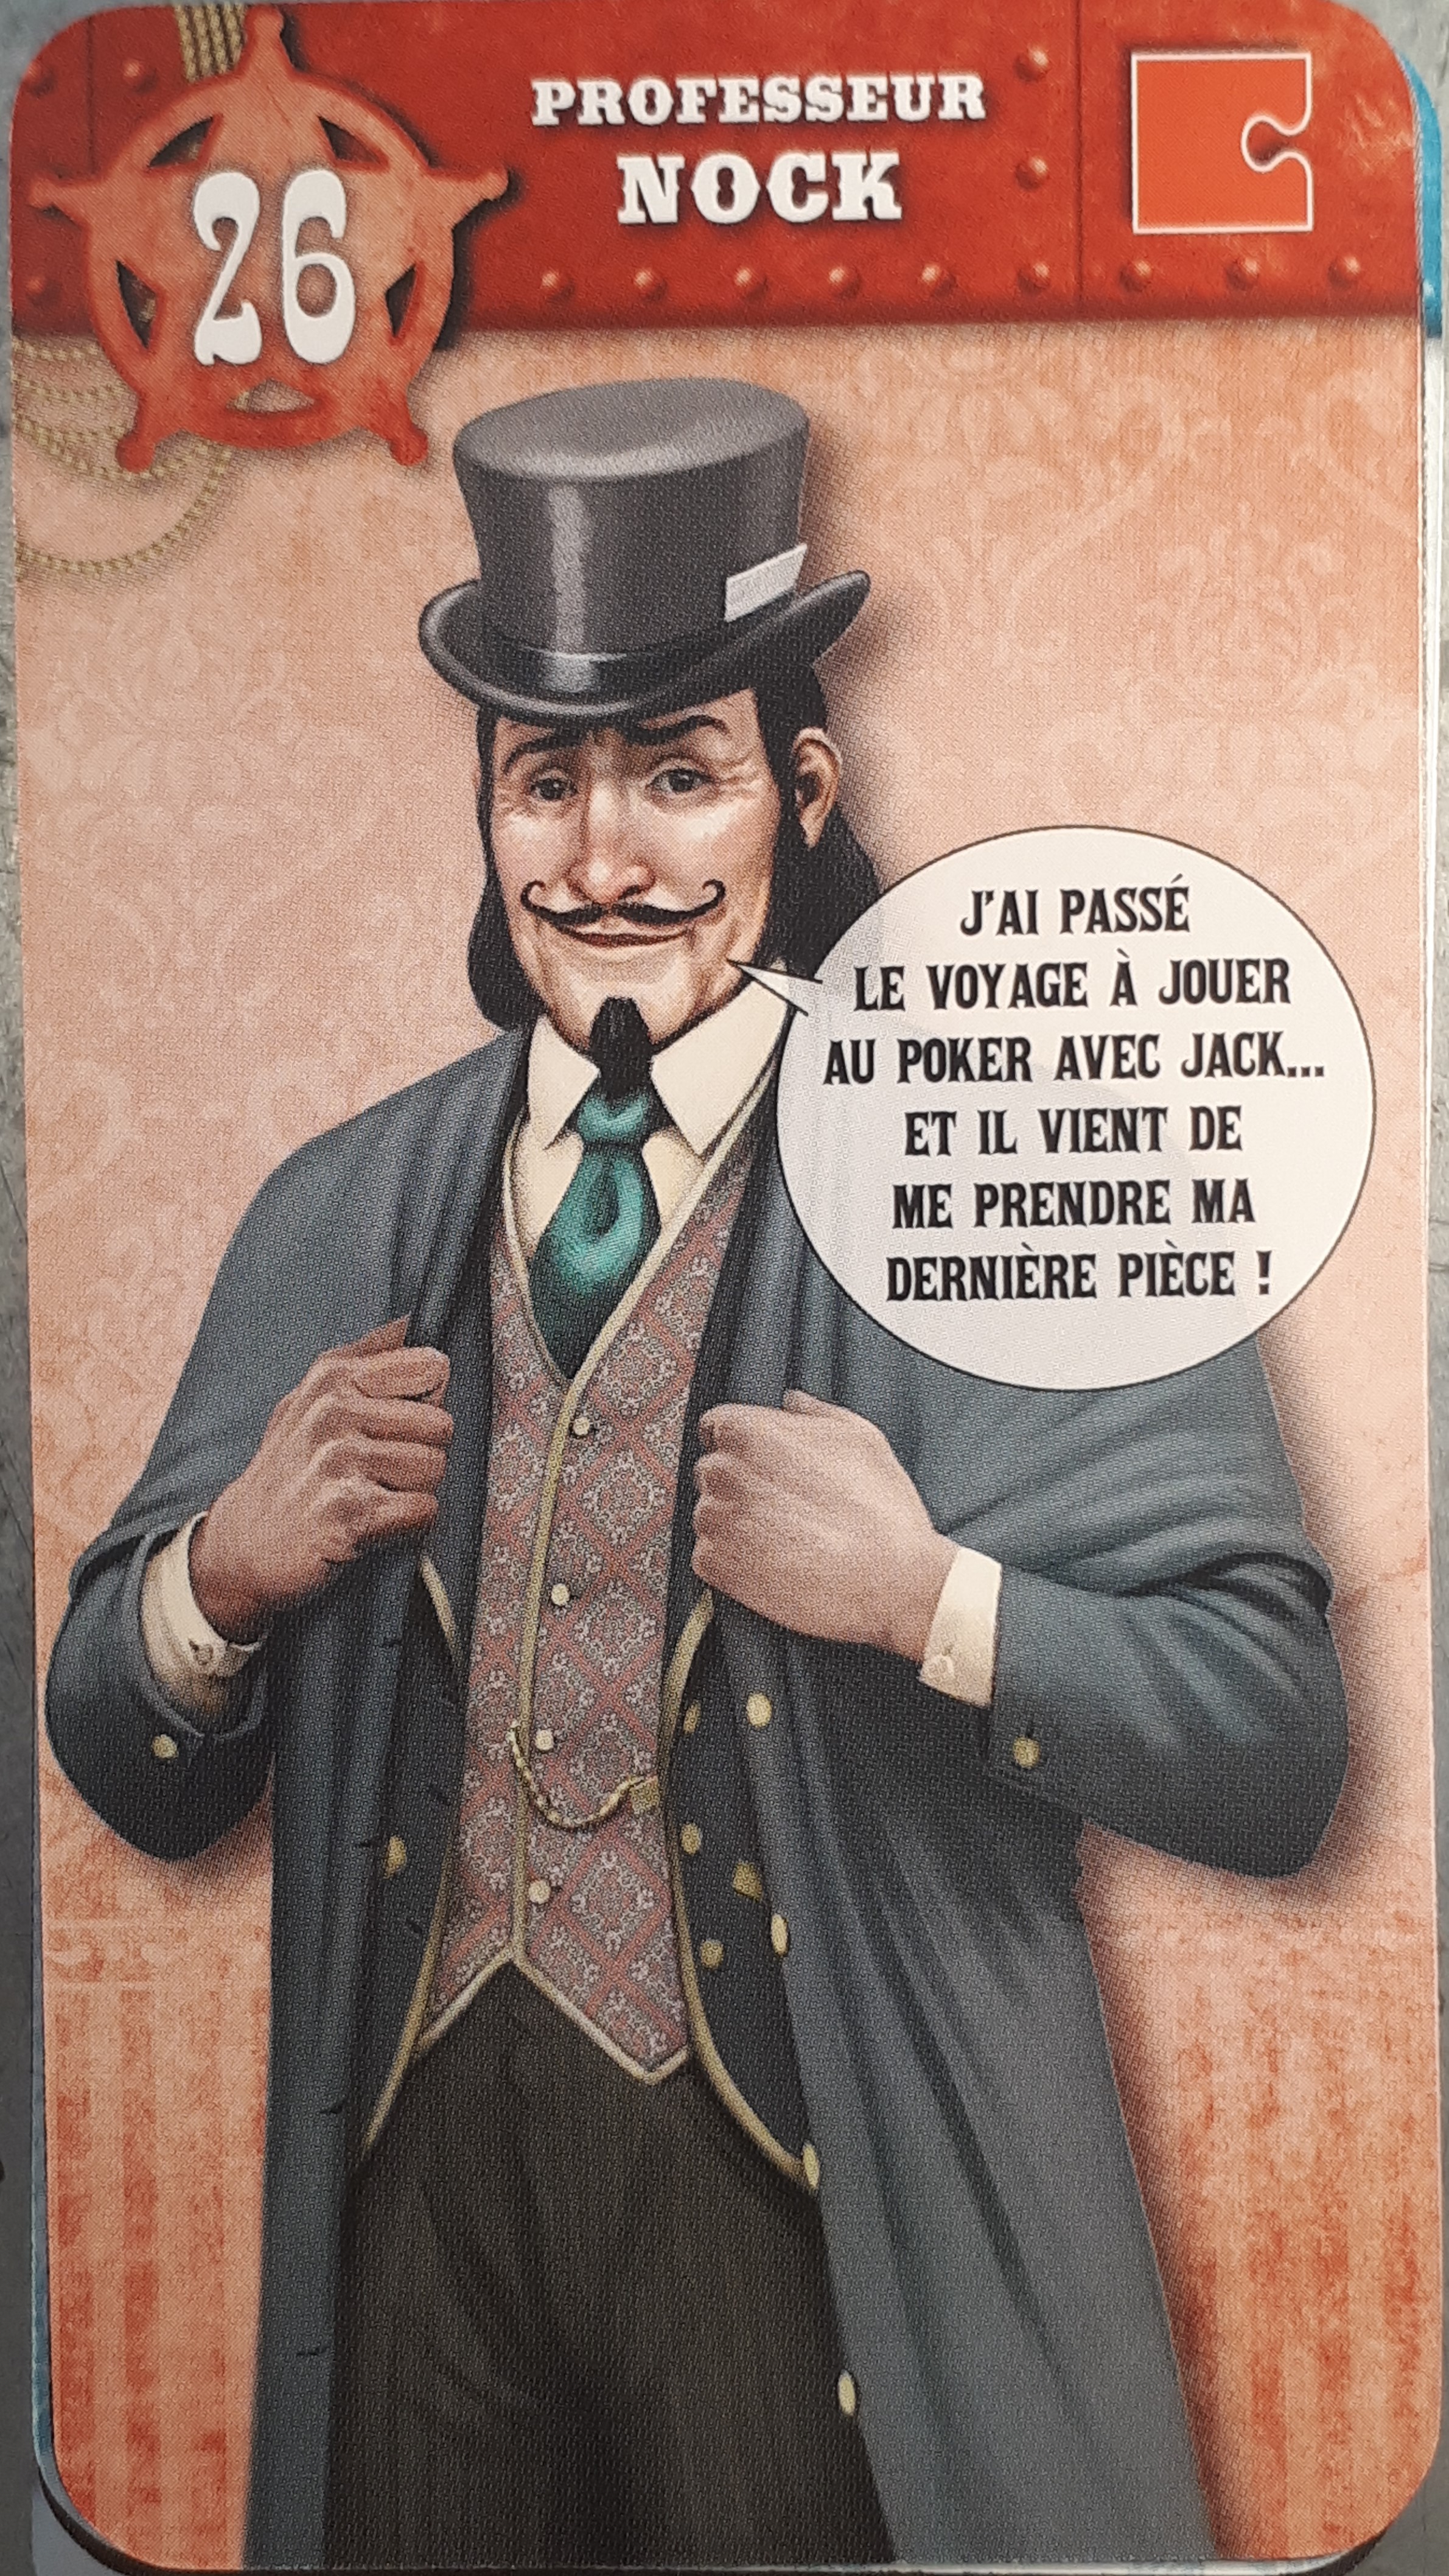 PROFESSEUR
NOCK
26
J'AI PASSÉ
LE VOYAGE À JOUER
AU POKER AVEC JACK...
ET IL VIENT DE
ME PRENDRE MA
DERNIÈRE PIÈCE !